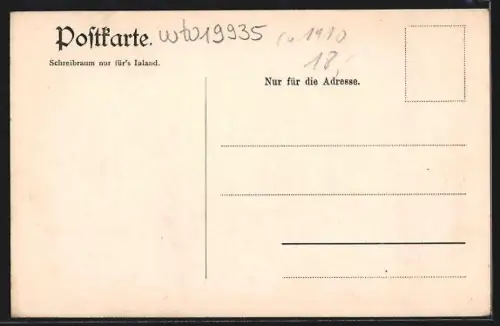 Postkarte. wto19935 ca 1910
18,-
Schreibraum nur für's Inland.
Nur für die Adresse.